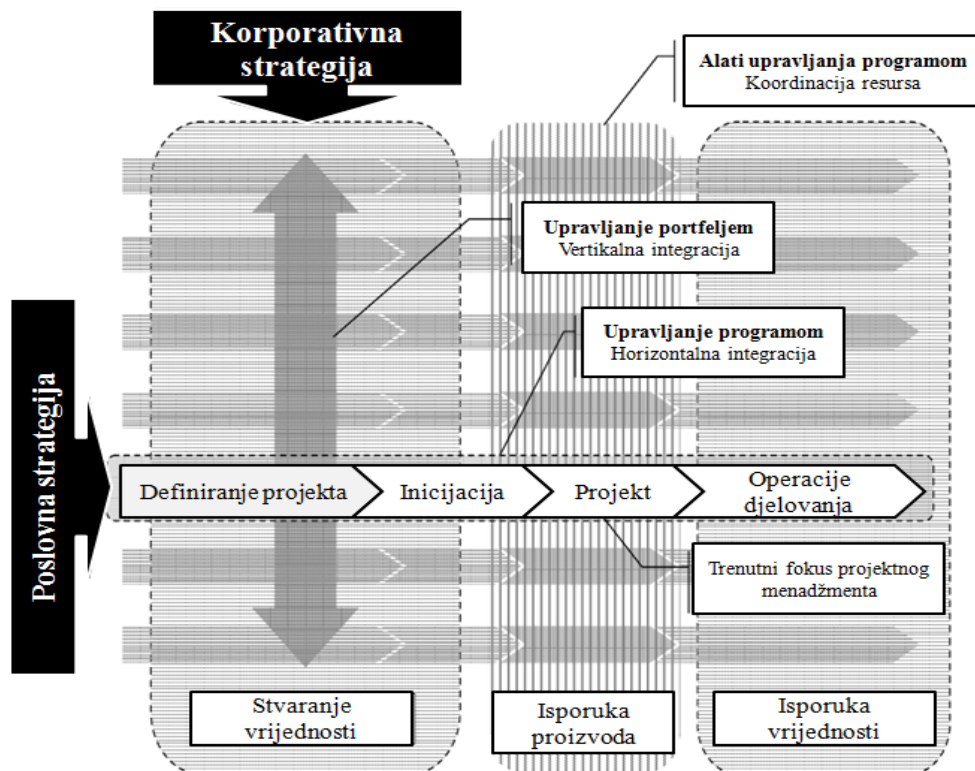 Korporativna
strategija
Alati upravljanja programom
Koordinacija resursa
Upravljanje portfeljem
Vertikalna integracija
Upravljanje programom
Horizontalna integracija
Poslovna strategija
Definiranje projekta
Inicijacija
Projekt
Operacije
djelovanja
Trenutni fokus projektnog
menadžmenta
Stvaranje
vrijednosti
Isporuka
proizvoda
Isporuka
vrijednosti